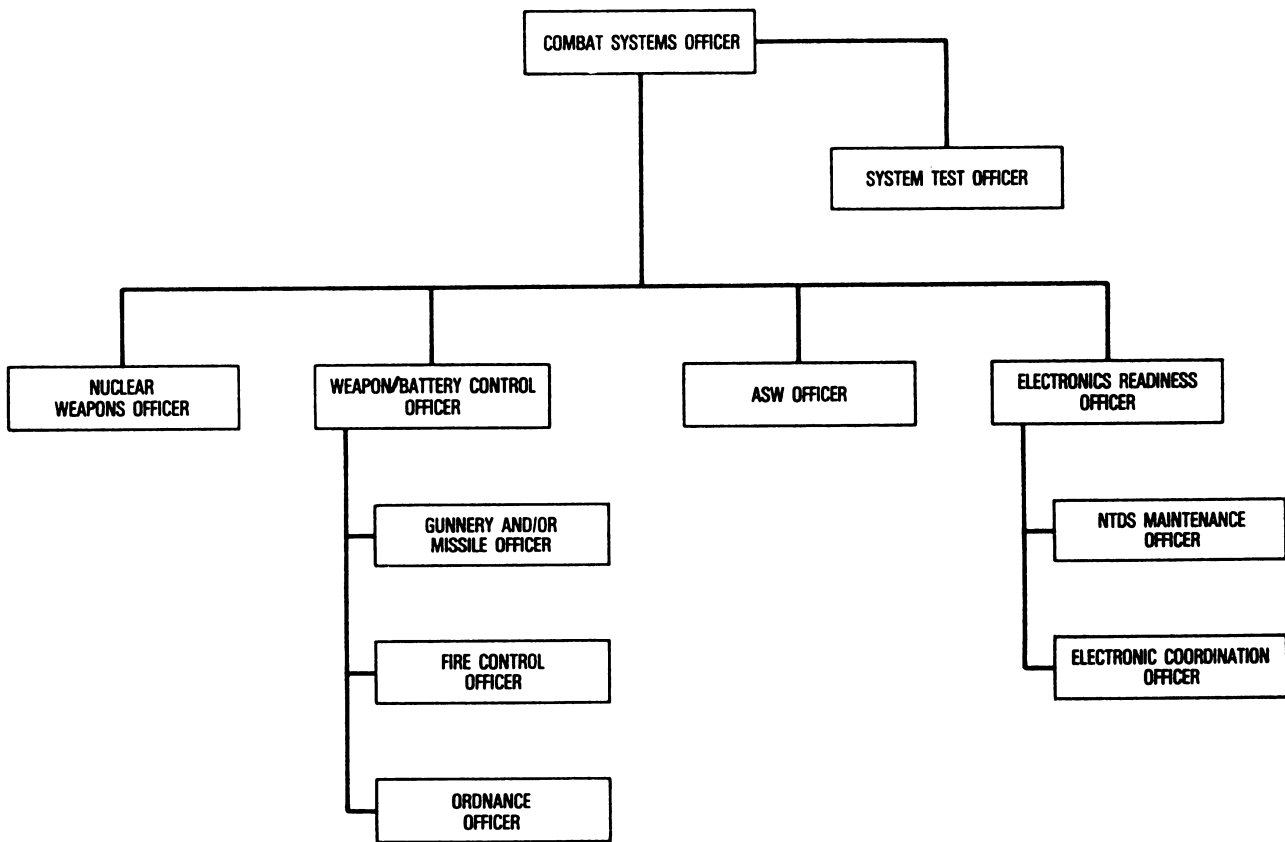 COMBAT SYSTEMS OFFICER
SYSTEM TEST OFFICER
NUCLEAR
WEAPONS OFFICER
WEAPON/BATTERY CONTROL
OFFICER
ASW OFFICER
ELECTRONICS READINESS
OFFICER
GUNNERY AND/OR
MISSILE OFFICER
FIRE CONTROL
OFFICER
ORDNANCE
OFFICER
NTDS MAINTENANCE
OFFICER
ELECTRONIC COORDINATION
OFFICER